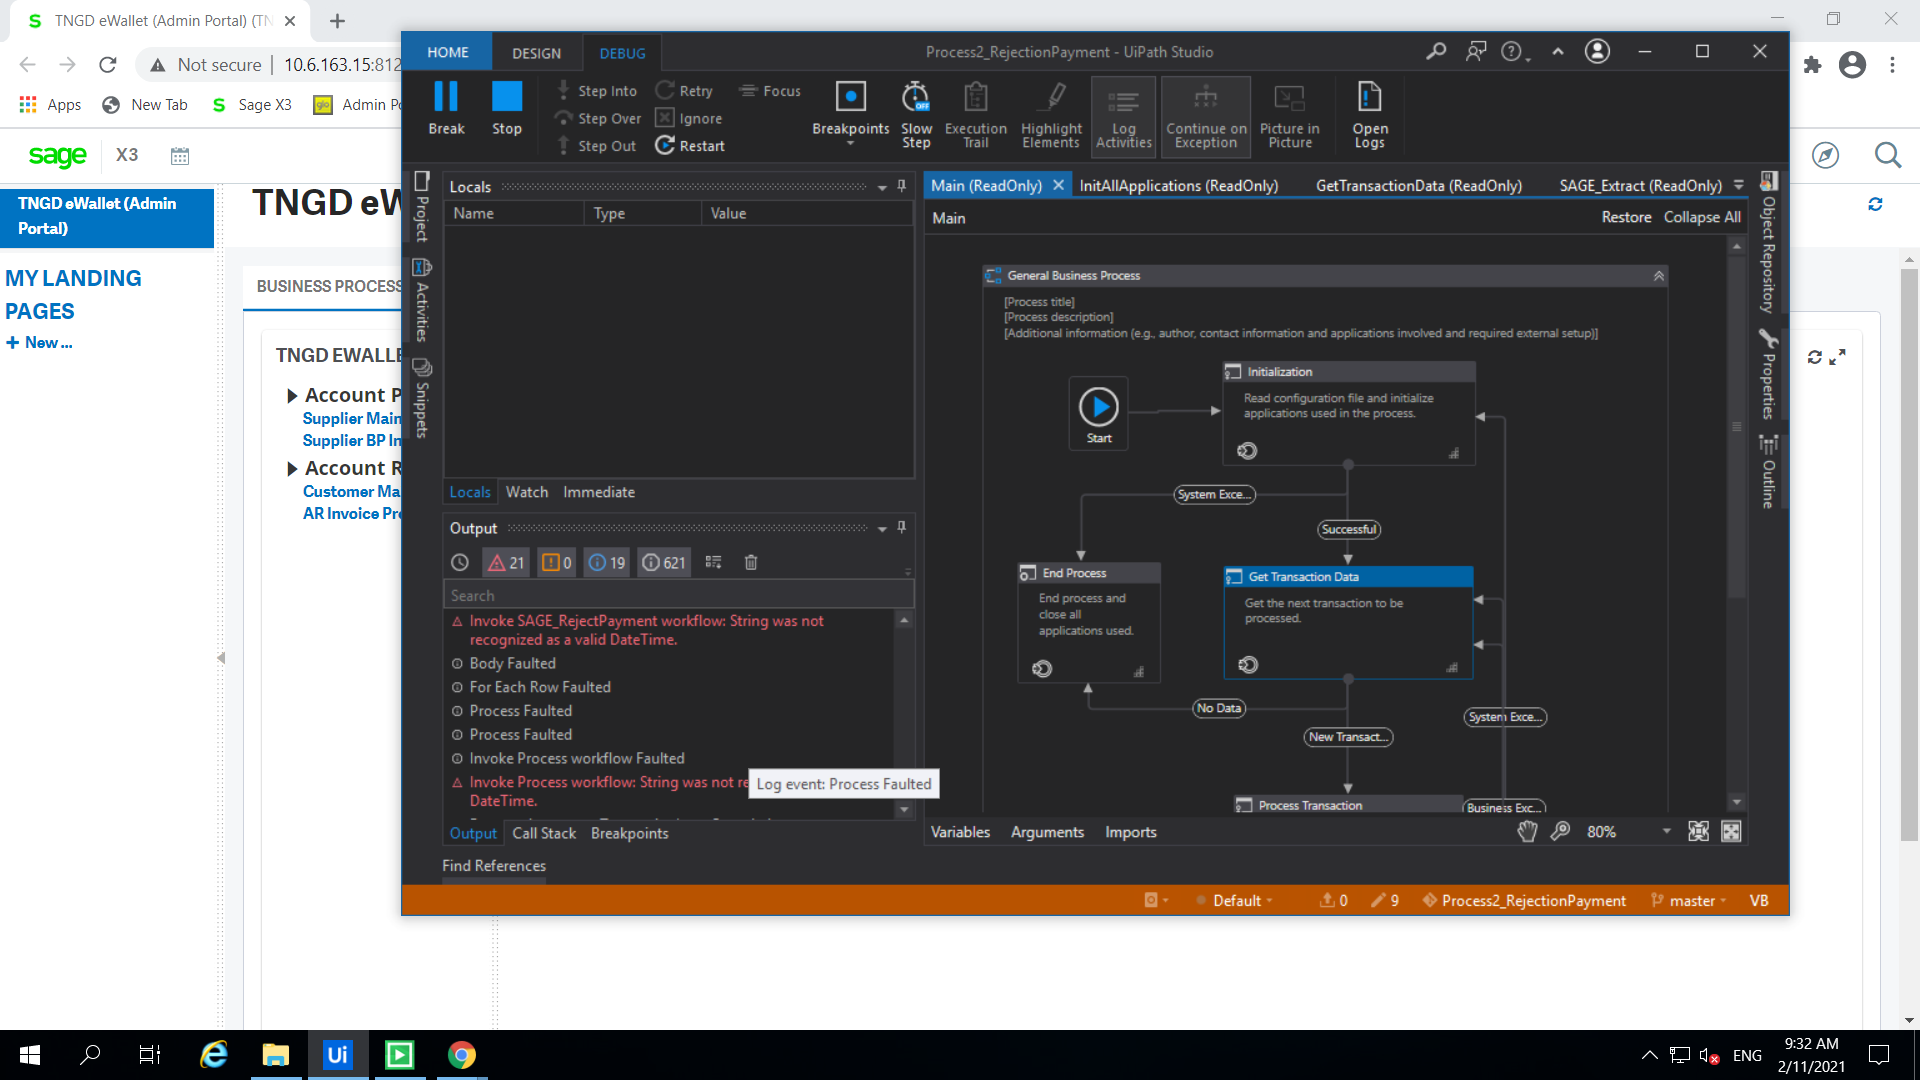 TNGD eWallet (Admin Portal) (TN
Not secure
10.6.163.15:812
Apps
New Tab
Sage X3
glo
Admin Po
sage
X3
TNGD eWallet (Admin
Portal)
MY LANDING
PAGES
+ New ...
TNGD eW
BUSINESS PROCESS
TNGD EWALLE
Account P
Supplier Main
Supplier BP In
Account R
Customer Ma
AR Invoice Pr
HOME
DESIGN
DEBUG
Process2_RejectionPayment - UiPath Studio
Break
Stop
Step Into
Step Over
Step Out
Retry
Ignore
Restart
Focus
Breakpoints
Slow
Step
OFF
Execution
Trail
Highlight
Elements
Log
Activities
Continue on
Exception
Picture in
Picture
Open
Logs
Project
Activities
Snippets
Locals
Name
Type
Value
Locals
Watch
Immediate
Output
21
0
19
621
Search
Invoke SAGE_RejectPayment workflow: String was not
recognized as a valid DateTime.
Body Faulted
For Each Row Faulted
Process Faulted
Process Faulted
Invoke Process workflow Faulted
Invoke Process workflow: String was not re
DateTime.
Log event: Process Faulted
Output
Call Stack
Breakpoints
Find References
Main (ReadOnly)
InitAllApplications (ReadOnly)
GetTransactionData (ReadOnly)
SAGE_Extract (ReadOnly)
Main
Restore
Collapse All
General Business Process
[Process title]
[Process description]
[Additional information (e.g., author, contact information and applications involved and required external setup)]
Start
Initialization
Read configuration file and initialize
applications used in the process.
System Exce...
Successful
End Process
End process and
close all
applications used.
Get Transaction Data
Get the next transaction to be
processed.
No Data
System Exce...
New Transact...
Process Transaction
Business Exc...
Variables
Arguments
Imports
80%
Object Repository
Properties
Outline
Default
0
9
Process2_RejectionPayment
master
VB
Ui
ENG
9:32 AM
2/11/2021